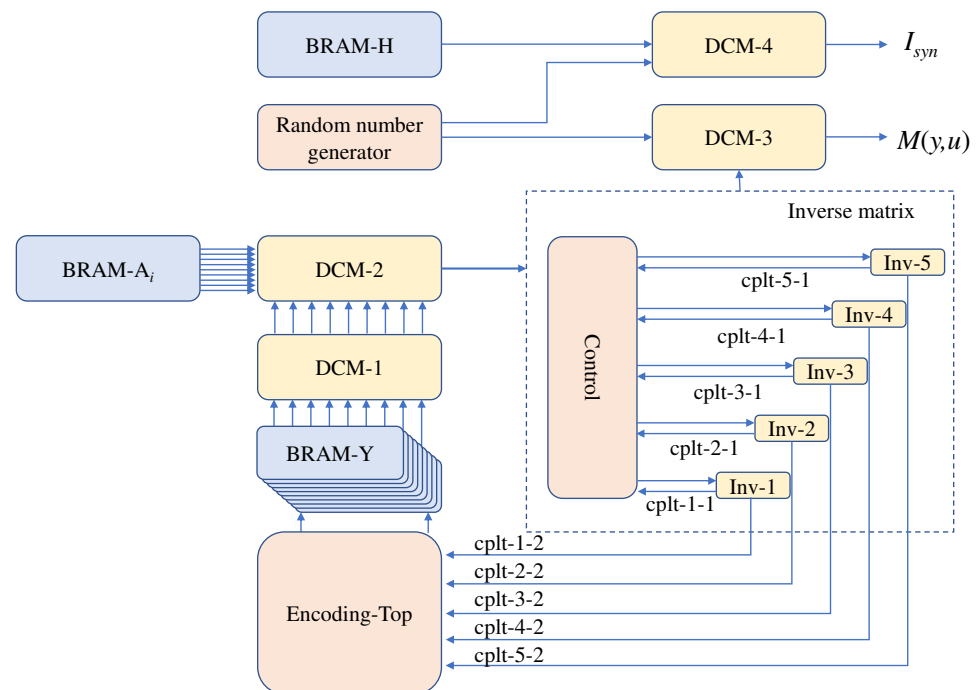 BRAM-H
DCM-4
I_syn
Random number
generator
DCM-3
M(y,u)
Inverse matrix
BRAM-A_i
DCM-2
Control
Inv-5
cplt-5-1
Inv-4
cplt-4-1
DCM-1
Inv-3
cplt-3-1
Inv-2
cplt-2-1
BRAM-Y
Inv-1
cplt-1-1
cplt-1-2
cplt-2-2
cplt-3-2
Encoding-Top
cplt-4-2
cplt-5-2